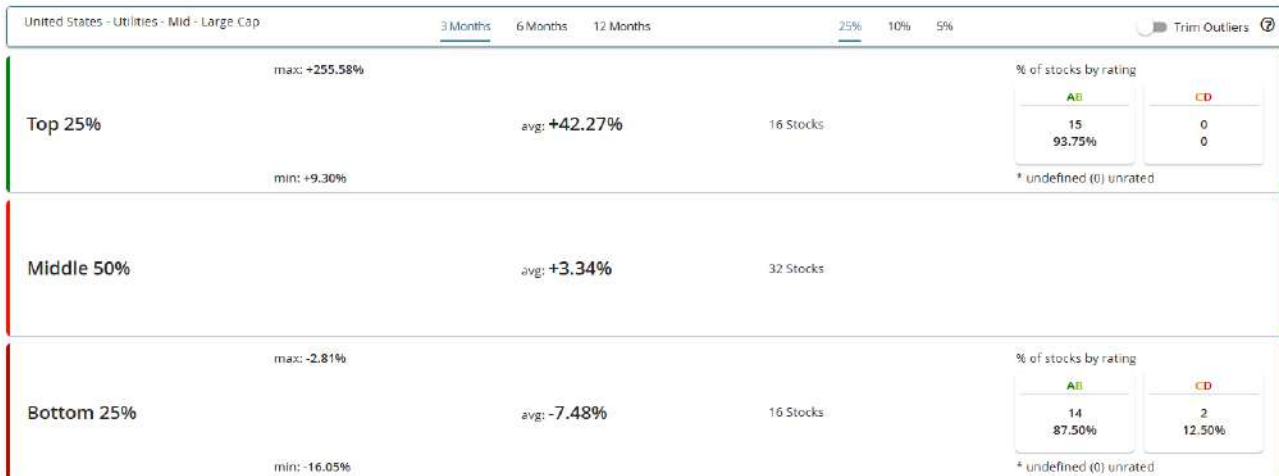 United States - Utilities - Mid - Large Cap 3 Months 6 Months 12 Months 25% 10% 5% Trim Outliers ?
max: +255.58% % of stocks by rating
AB CD
Top 25% avg: +42.27% 16 Stocks 15 0
93.75% 0
min: +9.30% * undefined (0) unrated
Middle 50% avg: +3.34% 32 Stocks
max: -2.81% % of stocks by rating
AB CD
Bottom 25% avg: -7.48% 16 Stocks 14 2
87.50% 12.50%
min: -16.05% * undefined (0) unrated